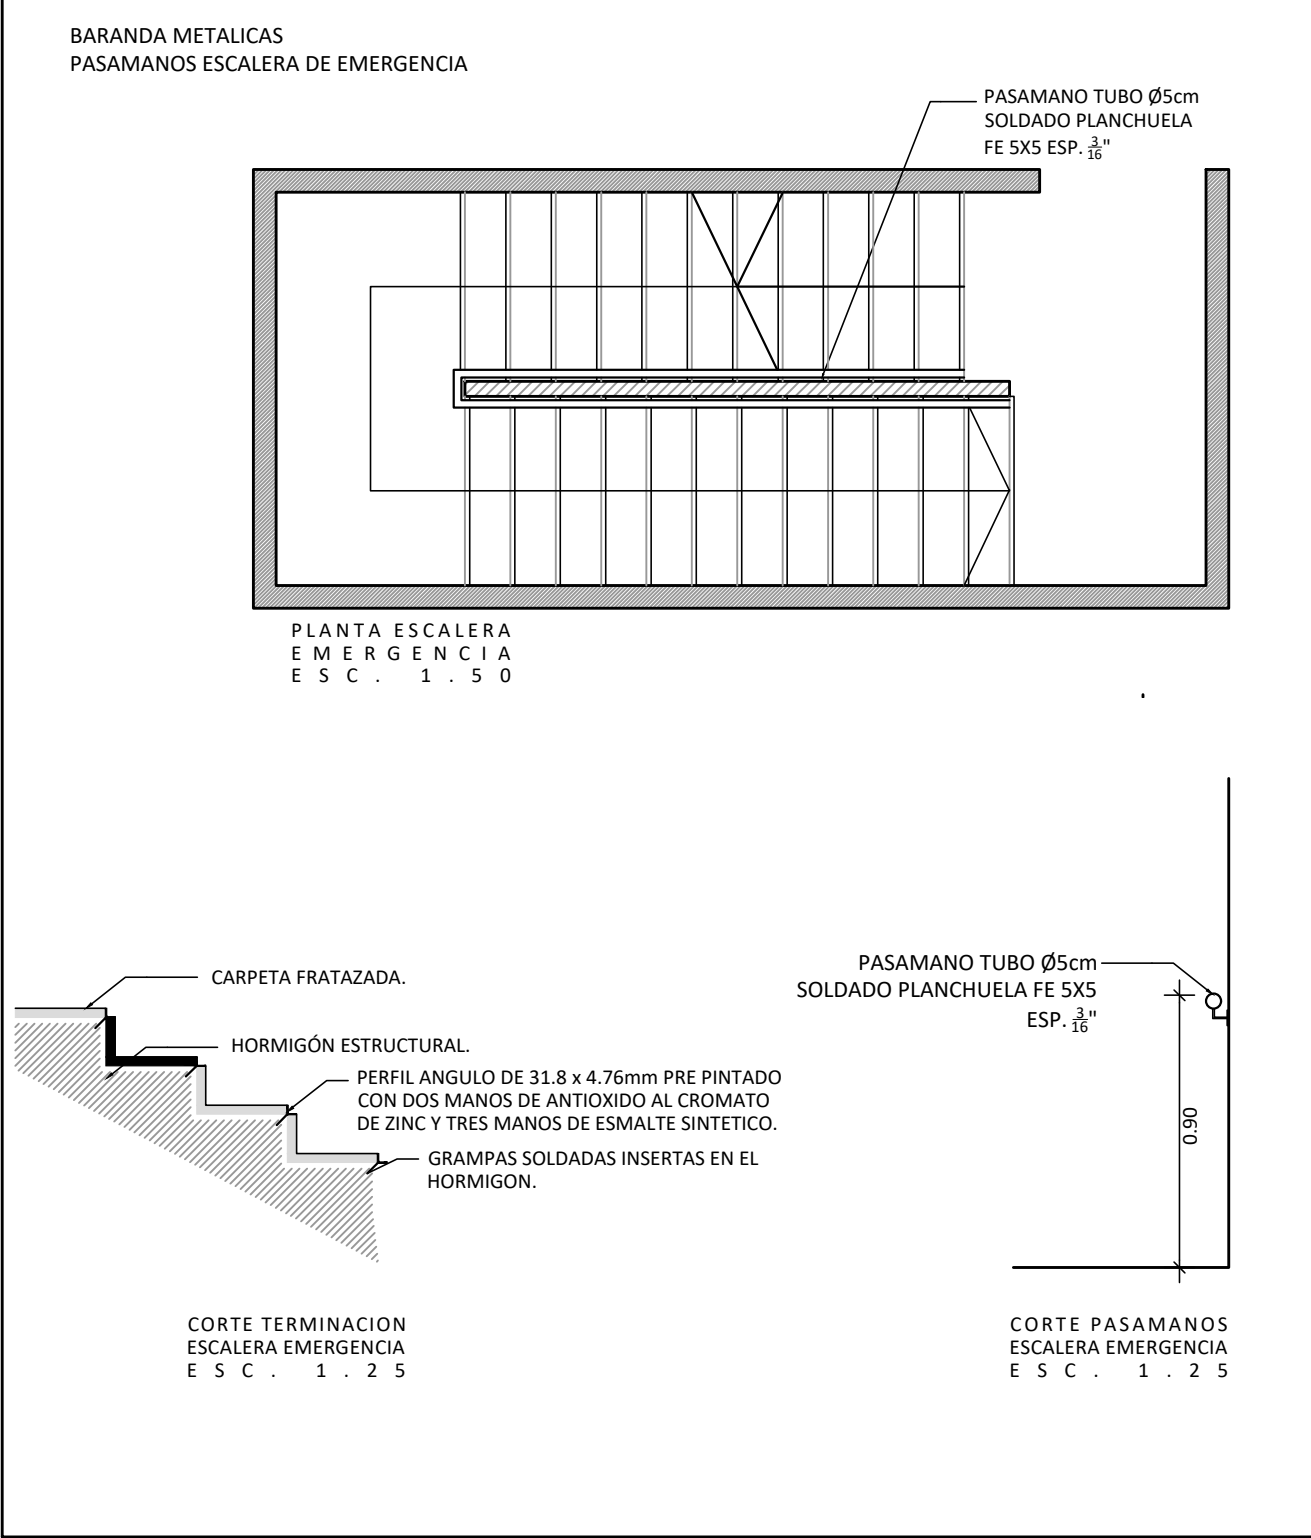 BARANDA METALICAS
PASAMANOS ESCALERA DE EMERGENCIA
PASAMANO TUBO Ø5cm
SOLDADO PLANCHUELA
FE 5X5 ESP. 3/16"
PLANTA ESCALERA
EMERGENCIA
ESC. 1.50
CARPETA FRATAZADA.
HORMIGÓN ESTRUCTURAL.
PERFIL ANGULO DE 31.8 x 4.76mm PRE PINTADO
CON DOS MANOS DE ANTIOXIDO AL CROMATO
DE ZINC Y TRES MANOS DE ESMALTE SINTETICO.
GRAMPAS SOLDADAS INSERTAS EN EL
HORMIGON.
CORTE TERMINACION
ESCALERA EMERGENCIA
ESC. 1.25
PASAMANO TUBO Ø5cm
SOLDADO PLANCHUELA FE 5X5
ESP. 3/16"
0.90
CORTE PASAMANOS
ESCALERA EMERGENCIA
ESC. 1.25